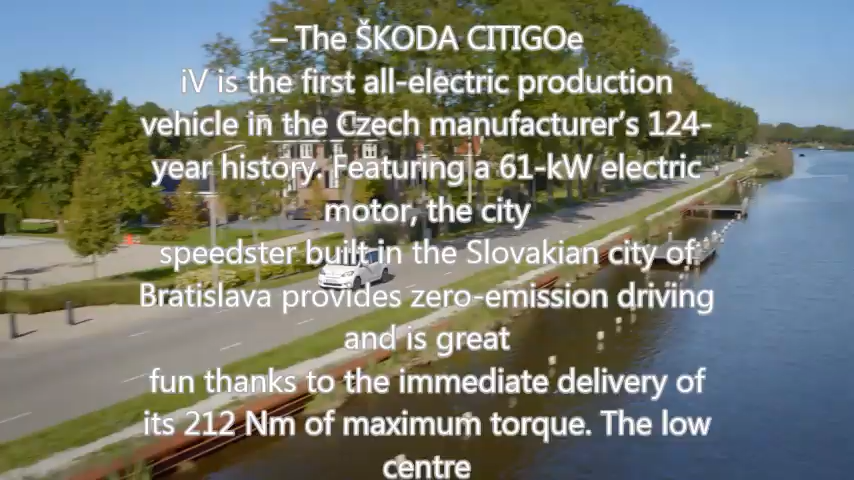 – The ŠKODA CITIGOe
iV is the first all-electric production
vehicle in the Czech manufacturer’s 124-
year history. Featuring a 61-kW electric
motor, the city
speedster built in the Slovakian city of
Bratislava provides zero-emission driving
and is great
fun thanks to the immediate delivery of
its 212 Nm of maximum torque. The low
centre